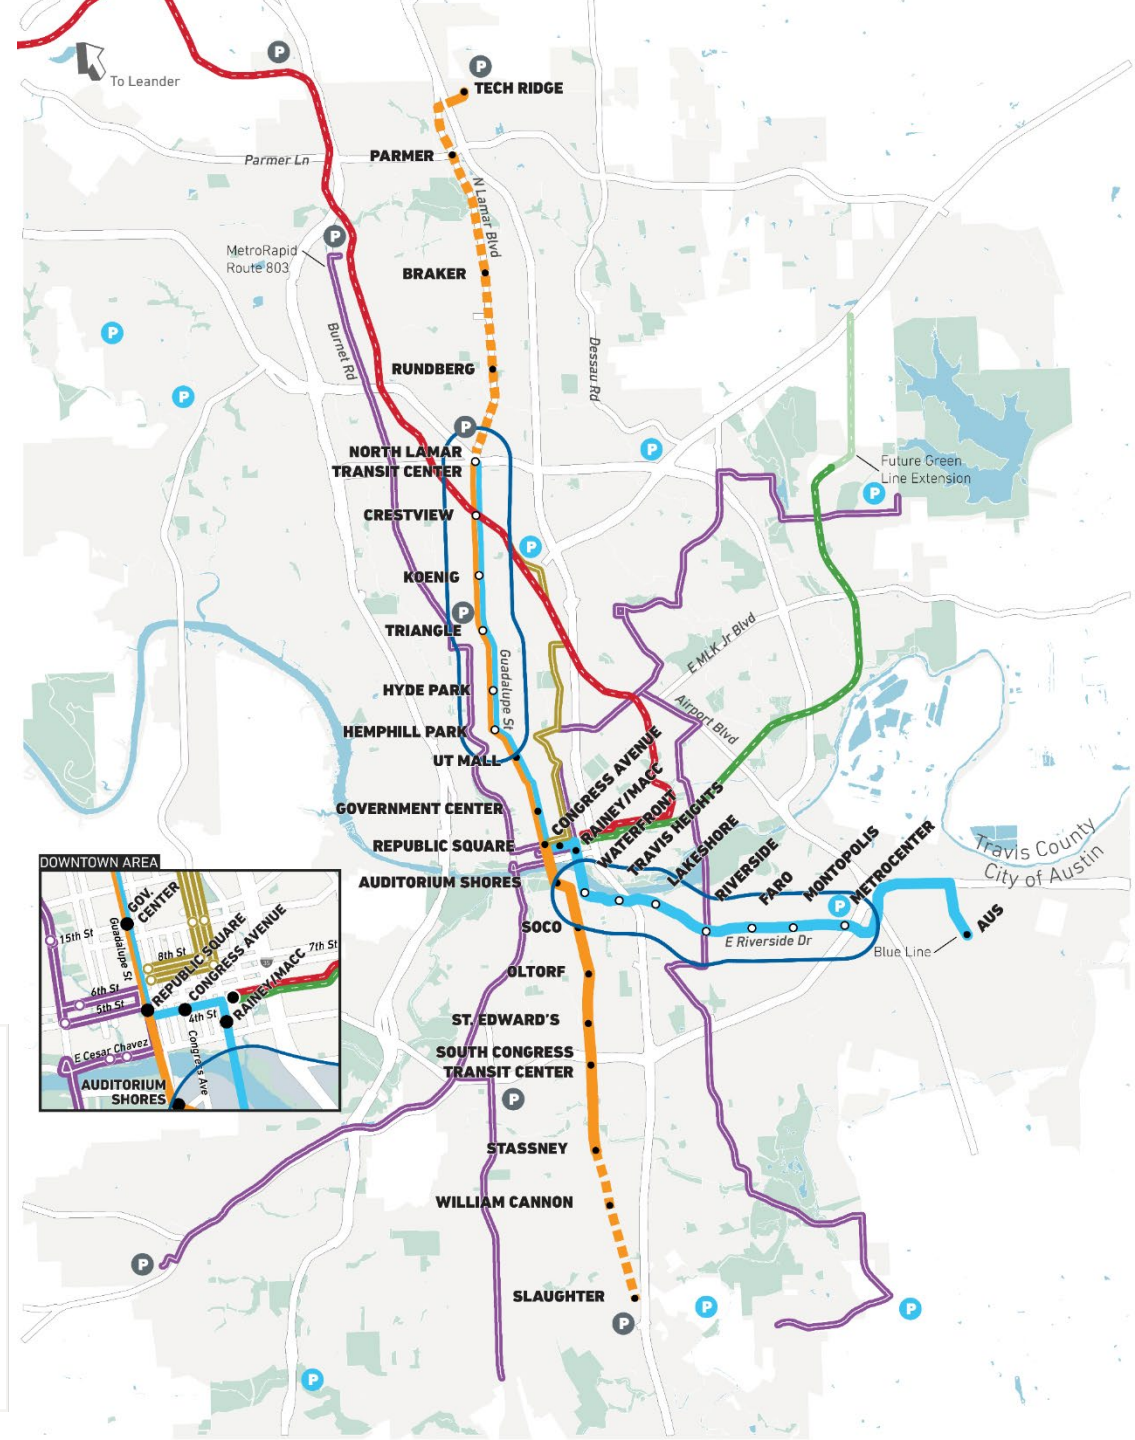 P
P
To Leander
TECH RIDGE
Parmer Ln
PARMER
N Lamar Blvd
P
MetroRapid
Route 803
BRAKER
P
Burnet Rd
Dessau Rd
RUNDBERG
P
P
NORTH LAMAR
TRANSIT CENTER
P
Future Green
Line Extension
P
CRESTVIEW
P
KOENIG
P
TRIANGLE
E MLK Jr Blvd
Guadalupe St
HYDE PARK
Airport Blvd
HEMPHILL PARK
UT MALL
CONGRESS AVENUE
RAINEY/MACC
WATERFRONT
TRAVIS HEIGHTS
LAKESHORE
RIVERSIDE
FARO
MONTOPOLIS
METROCENTER
GOVERNMENT CENTER
REPUBLIC SQUARE
AUDITORIUM SHORES
Travis County
City of Austin
P
AUS
SOCO
E Riverside Dr
Blue Line
OLTORF
ST. EDWARD'S
SOUTH CONGRESS
TRANSIT CENTER
P
STASSNEY
WILLIAM CANNON
P
SLAUGHTER
P
P
P
P
DOWNTOWN AREA
GOV.
CENTER
15th St
Guadalupe St
REPUBLIC SQUARE
CONGRESS AVENUE
RAINEY/MACC
8th St
7th St
6th St
5th St
4th St
E Cesar Chavez
Congress Ave
AUDITORIUM
SHORES